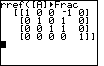 rref([A])▶Frac
[[1 0 0 -1 0]
[0 1 0 1 0]
[0 0 1 1 0]
[0 0 0 0 1]]